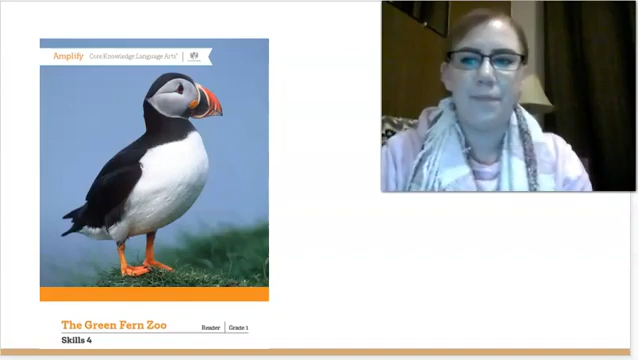 Amplify Core Knowledge Language Arts®
The Green Fern Zoo
Reader Grade 1
Skills 4